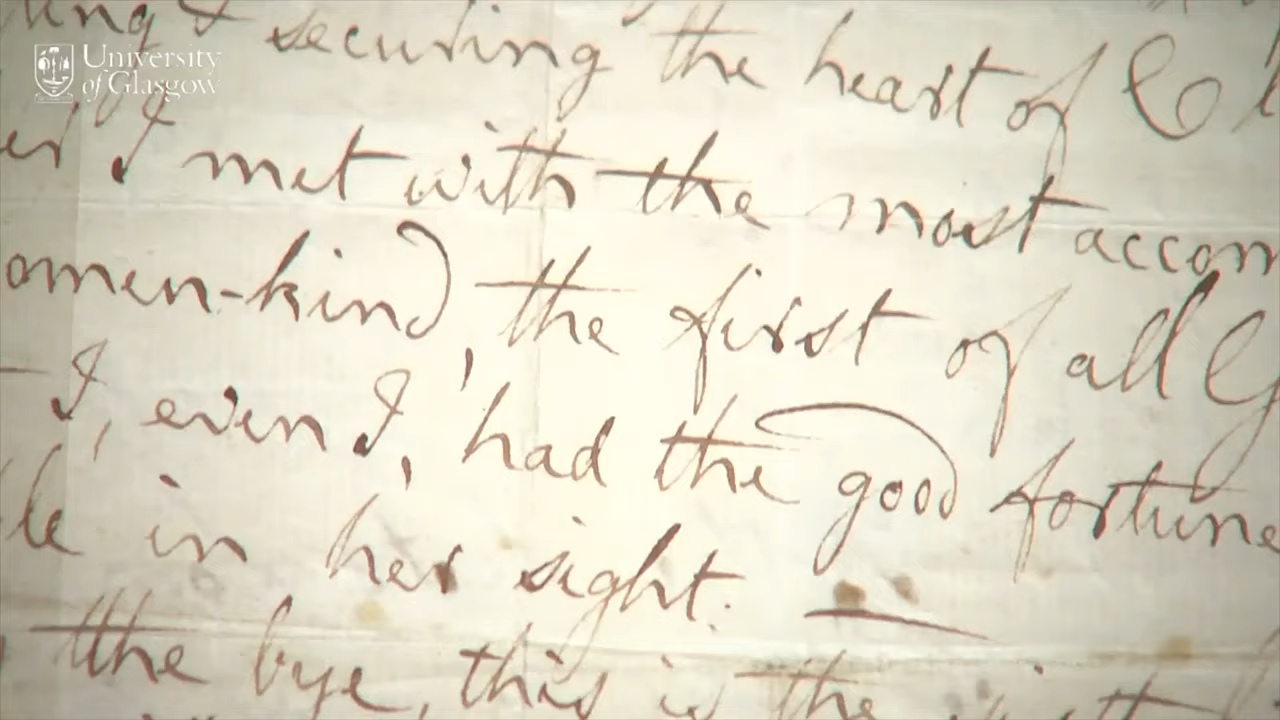 University
of Glasgow
securing the heart of
I met with the most accom
omen-kind, the first of all G
I, even I, had the good fortune
le' in her sight. —
the bye, this is the